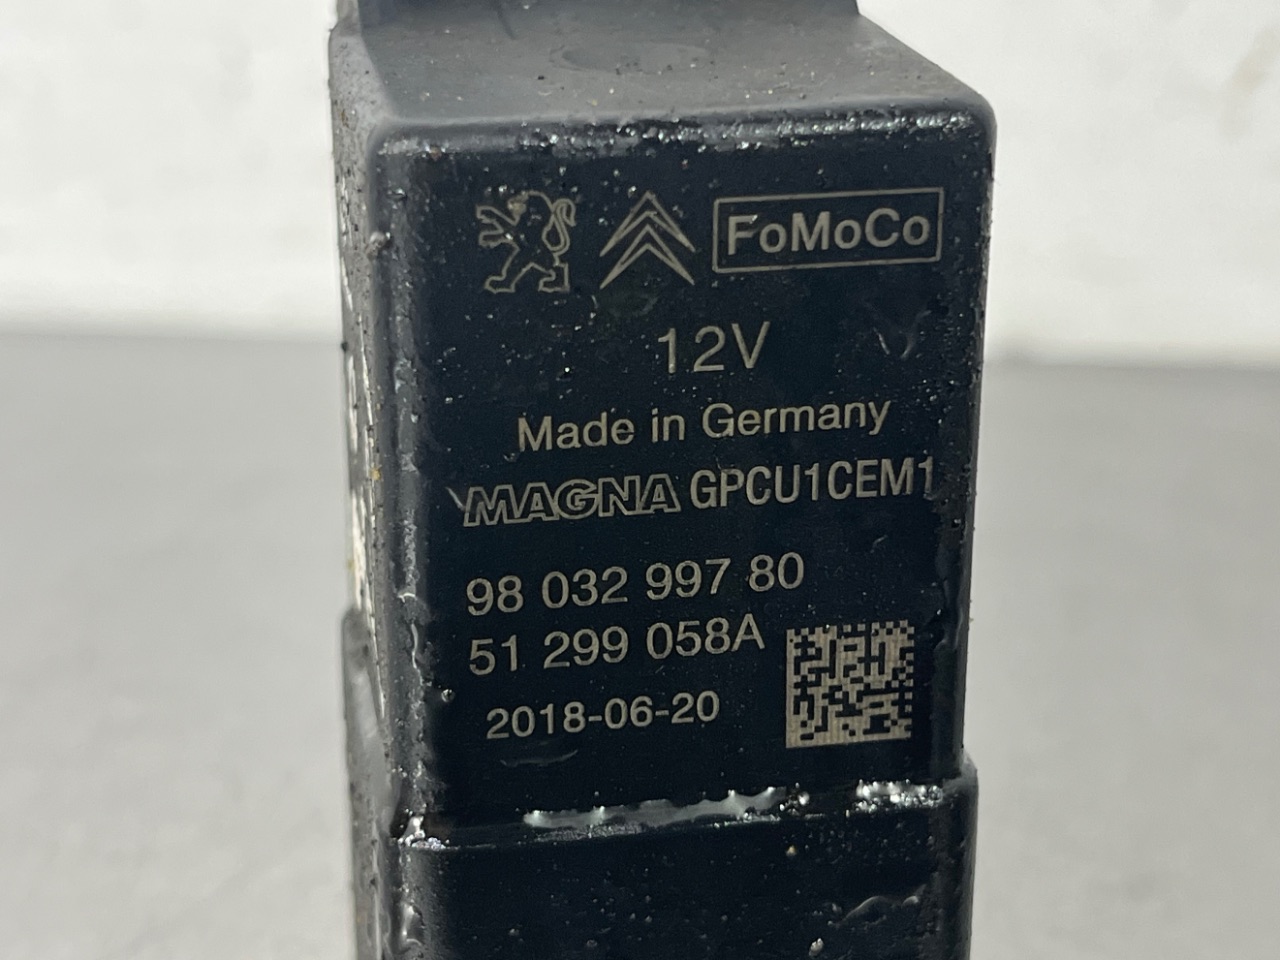 FoMoCo
12V
Made in Germany
MAGNA GPCU1CEM1
98 032 997 80
51 299 058A
2018-06-20